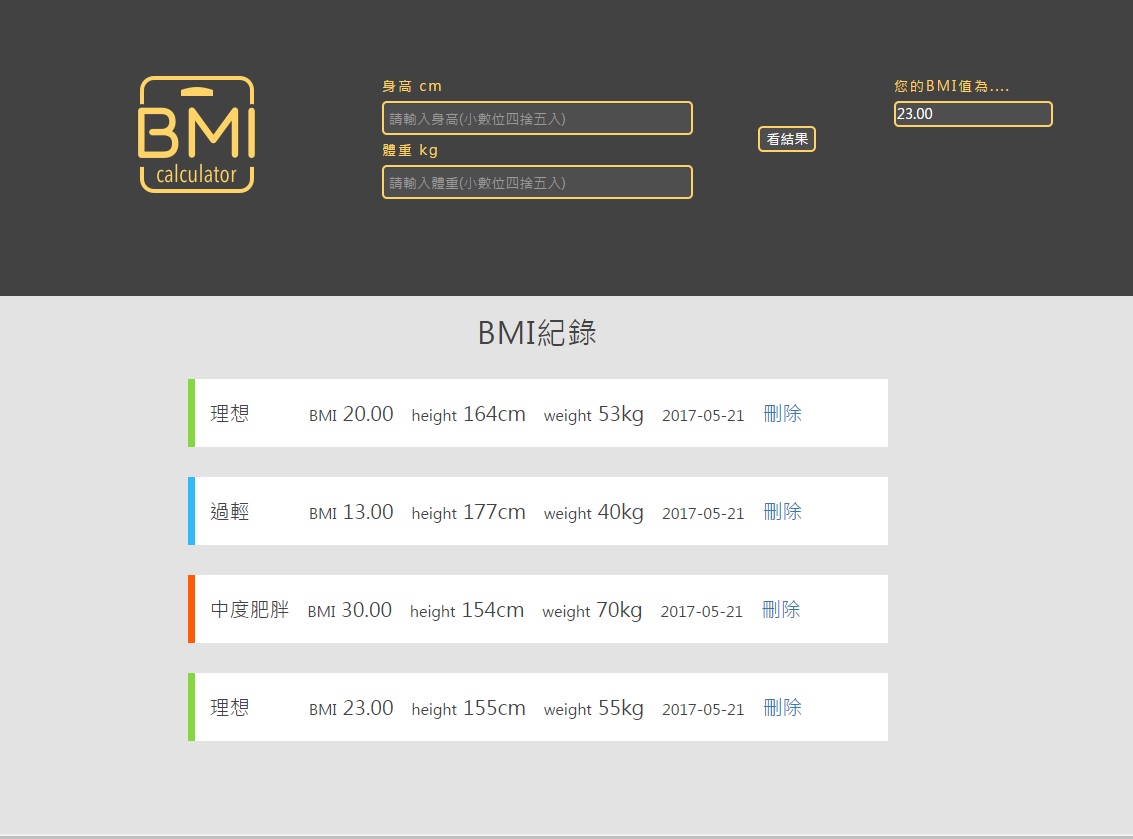 BMI
calculator
身高 cm
請輸入身高(小數位四捨五入)
體重 kg
請輸入體重(小數位四捨五入)
看結果
您的BMI值為....
23.00
BMI紀錄
理想 BMI 20.00 height 164cm weight 53kg 2017-05-21 刪除
過輕 BMI 13.00 height 177cm weight 40kg 2017-05-21 刪除
中度肥胖 BMI 30.00 height 154cm weight 70kg 2017-05-21 刪除
理想 BMI 23.00 height 155cm weight 55kg 2017-05-21 刪除